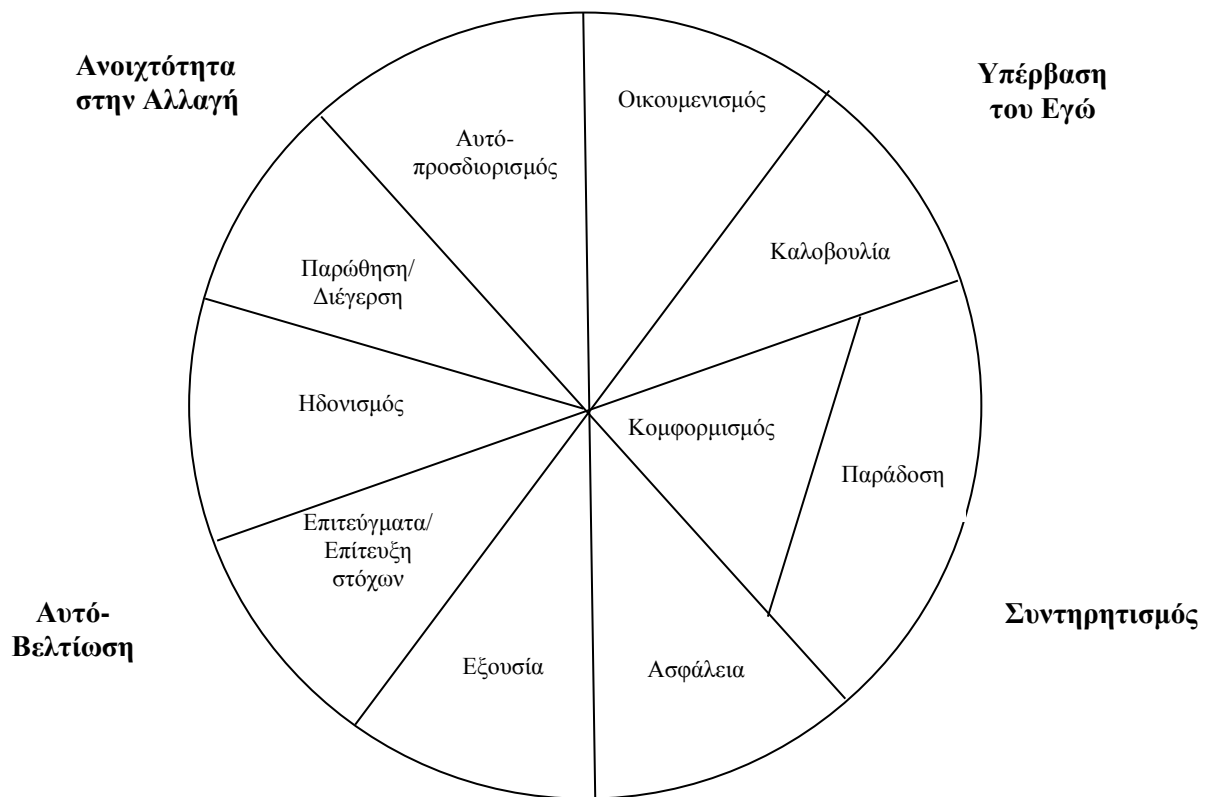 Ανοιχτότητα
στην Αλλαγή
Υπέρβαση
του Εγώ
Οικουμενισμός
Αυτό-
προσδιορισμός
Καλοβουλία
Παρώθηση/
Διέγερση
Ηδονισμός
Κομφορμισμός
Παράδοση
Επιτεύγματα/
Επίτευξη
στόχων
Αυτό-
Βελτίωση
Συντηρητισμός
Εξουσία
Ασφάλεια